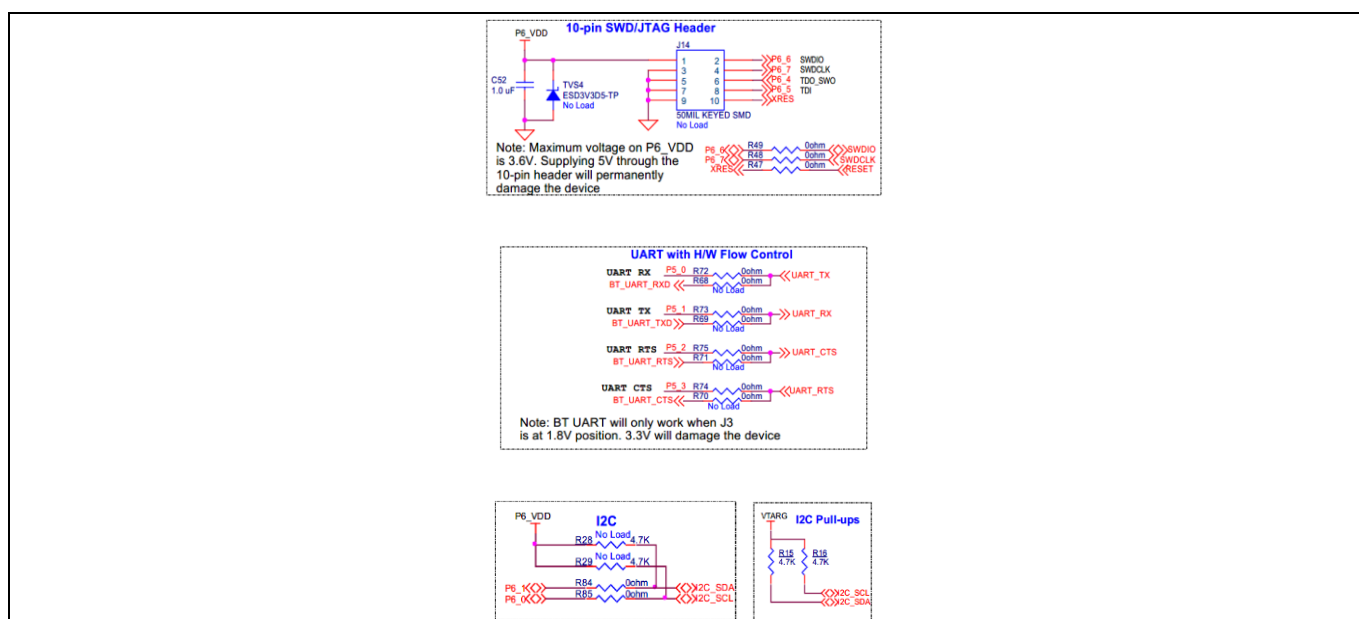 10-pin SWD/JTAG Header
P6_VDD
J14
1 2 P6_6 SWDIO
3 4 P6_7 SWDCLK
5 6 P6_4 TDO_SWO
7 8 P6_5 TDI
9 10 XRES
C52
1.0 uF
TVS4
ESD3V3D5-TP
No Load
50MIL KEYED SMD
No Load
Note: Maximum voltage on P6_VDD
is 3.6V. Supplying 5V through the
10-pin header will permanently
damage the device
P6_6 R49 0ohm SWDIO
P6_7 R48 0ohm SWDCLK
XRES R47 0ohm RESET
UART with H/W Flow Control
UART RX P5_0 R72 0ohm UART_TX
BT_UART_RXD R68 0ohm
No Load
UART TX P5_1 R73 0ohm UART_RX
BT_UART_TXD R69 0ohm
No Load
UART RTS P5_2 R75 0ohm UART_CTS
BT_UART_RTS R71 0ohm
No Load
UART CTS P5_3 R74 0ohm UART_RTS
BT_UART_CTS R70 0ohm
No Load
Note: BT UART will only work when J3
is at 1.8V position. 3.3V will damage the device
P6_VDD
I2C
No Load
R28 4.7K
No Load
R29 4.7K
P6_1 R84 0ohm I2C_SDA
P6_0 R85 0ohm I2C_SCL
VTARG
I2C Pull-ups
R15 R16
4.7K 4.7K
I2C_SCL
I2C_SDA